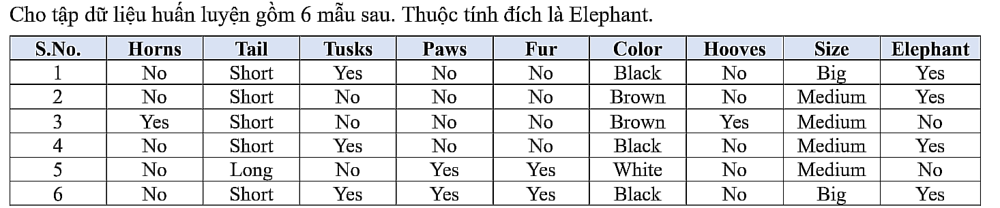 Cho tập dữ liệu huấn luyện gồm 6 mẫu sau. Thuộc tính đích là Elephant.
S.No. Horns Tail Tusks Paws Fur Color Hooves Size Elephant
1 No Short Yes No No Black No Big Yes
2 No Short No No No Brown No Medium Yes
3 Yes Short No No No Brown Yes Medium No
4 No Short Yes No No Black No Medium Yes
5 No Long No Yes Yes White No Medium No
6 No Short Yes Yes Yes Black No Big Yes